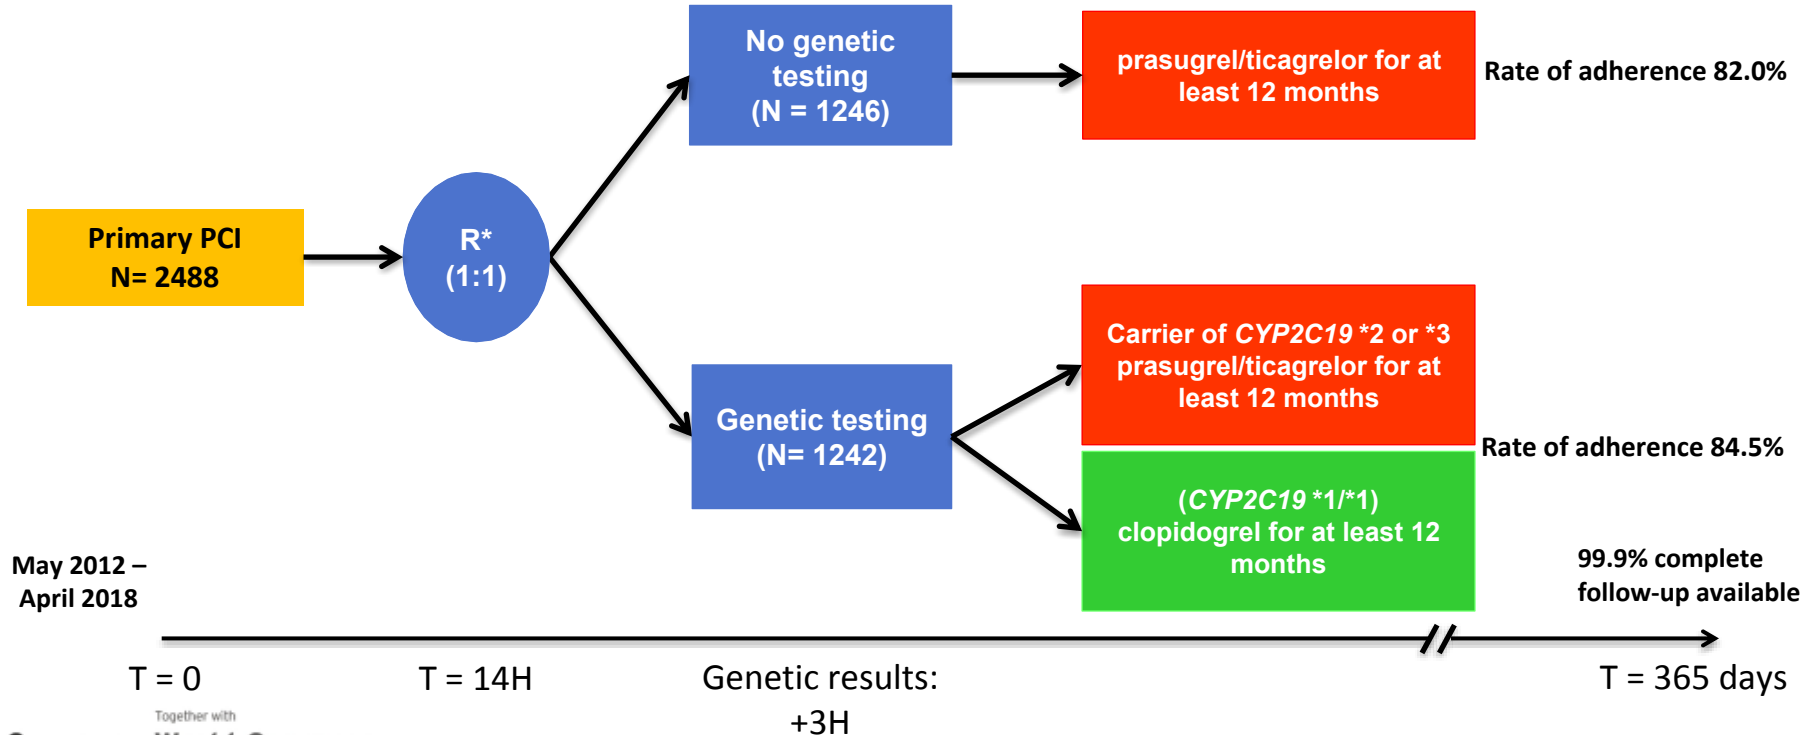 No genetic
testing
(N = 1246)
prasugrel/ticagrelor for at
least 12 months
Rate of adherence 82.0%
Primary PCI
N= 2488
R*
(1:1)
Carrier of CYP2C19 *2 or *3
prasugrel/ticagrelor for at
least 12 months
Genetic testing
(N= 1242)
Rate of adherence 84.5%
(CYP2C19 *1/*1)
clopidogrel for at least 12
months
May 2012 –
April 2018
99.9% complete
follow-up available
T = 0
T = 14H
Genetic results:
+3H
T = 365 days
Together with